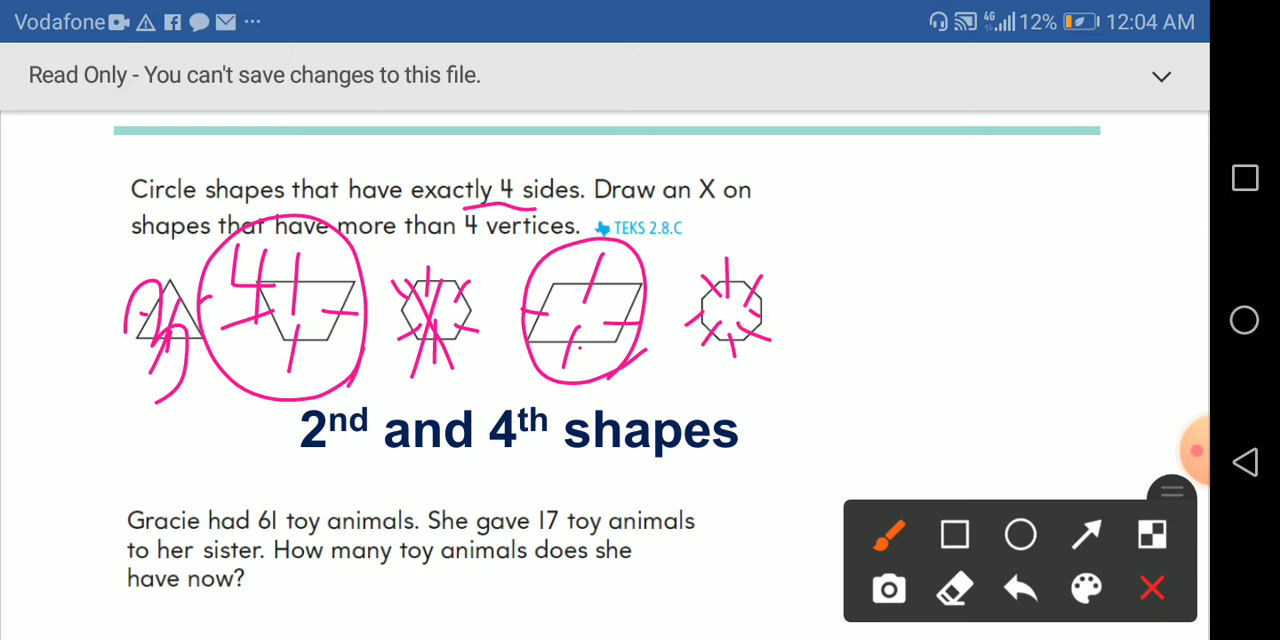 Vodafone 4G 12% 12:04 AM
Read Only - You can't save changes to this file.
Circle shapes that have exactly 4 sides. Draw an X on
shapes that have more than 4 vertices. TEKS 2.8.C
3 4
2nd and 4th shapes
Gracie had 61 toy animals. She gave 17 toy animals
to her sister. How many toy animals does she
have now?